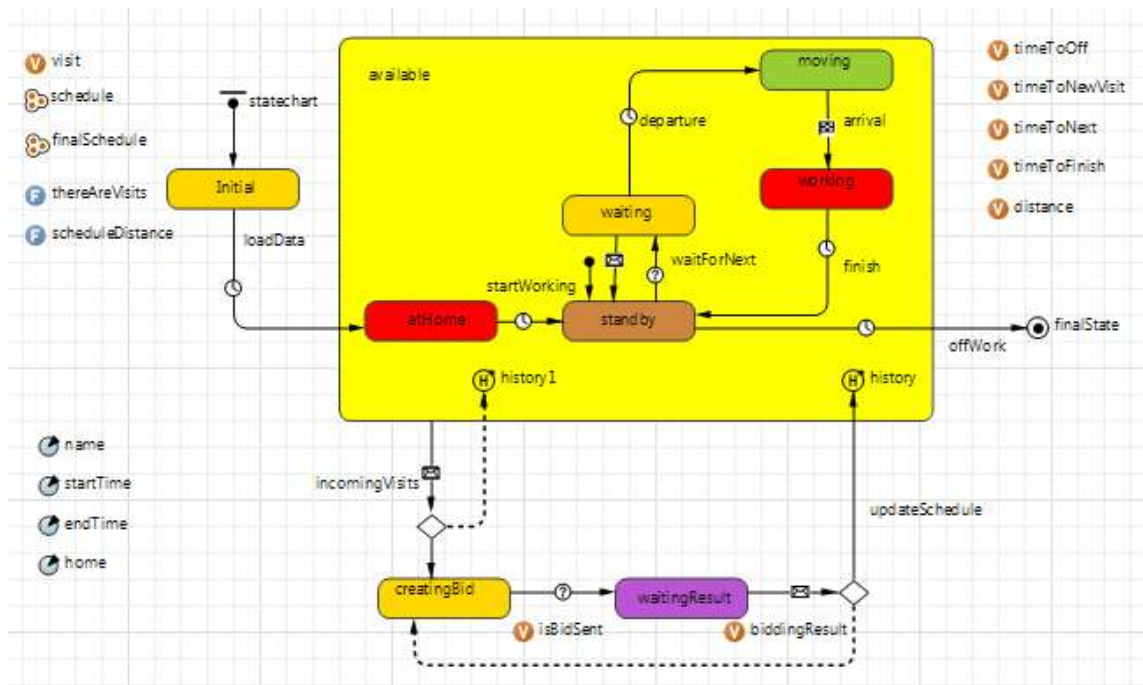 visit
schedule
finalSchedule
thereAreVisits
scheduleDistance
statechart
Initial
loadData
available
moving
departure
arrival
working
waiting
waitForNext
finish
startWorking
atHome
standby
offWork
finalState
history1
history
timeToOff
timeToNewVisit
timeToNext
timeToFinish
distance
name
startTime
endTime
home
incomingVisits
updateSchedule
creatingBid
waitingResult
isBidSent
biddingResult
V
V
F
F
V
V
V
V
V
V
V
H
H
?
?